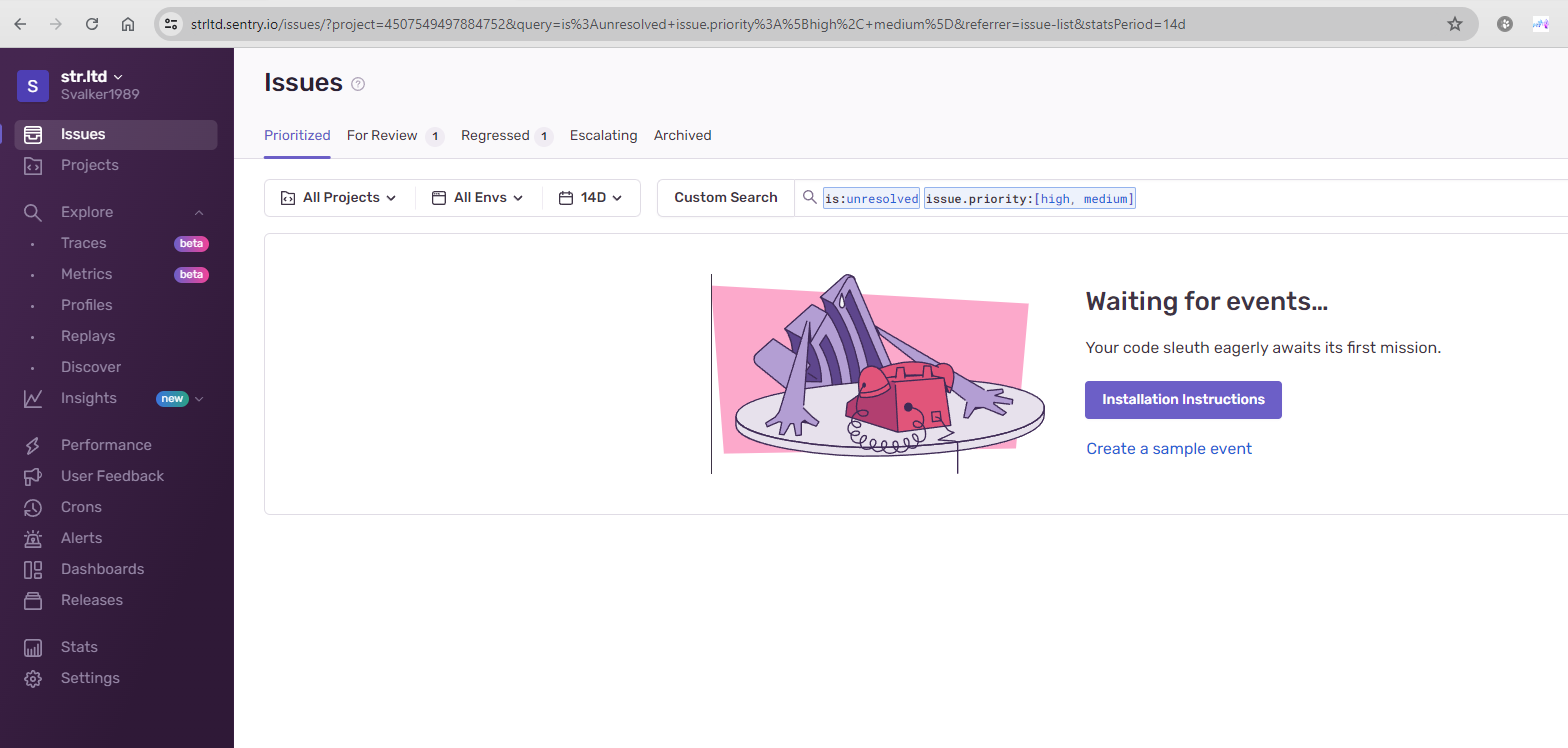 strltd.sentry.io/issues/?project=4507549497884752&query=is%3Aunresolved+issue.priority%3A%5Bhigh%2C+medium%5D&referrer=issue-list&statsPeriod=14d
S
str.ltd
Svalker1989
Issues
Projects
Explore
Traces beta
Metrics beta
Profiles
Replays
Discover
Insights new
Performance
User Feedback
Crons
Alerts
Dashboards
Releases
Stats
Settings
Issues ?
Prioritized For Review 1 Regressed 1 Escalating Archived
All Projects All Envs 14D Custom Search is:unresolved issue.priority:[high, medium]
Waiting for events…
Your code sleuth eagerly awaits its first mission.
Installation Instructions
Create a sample event